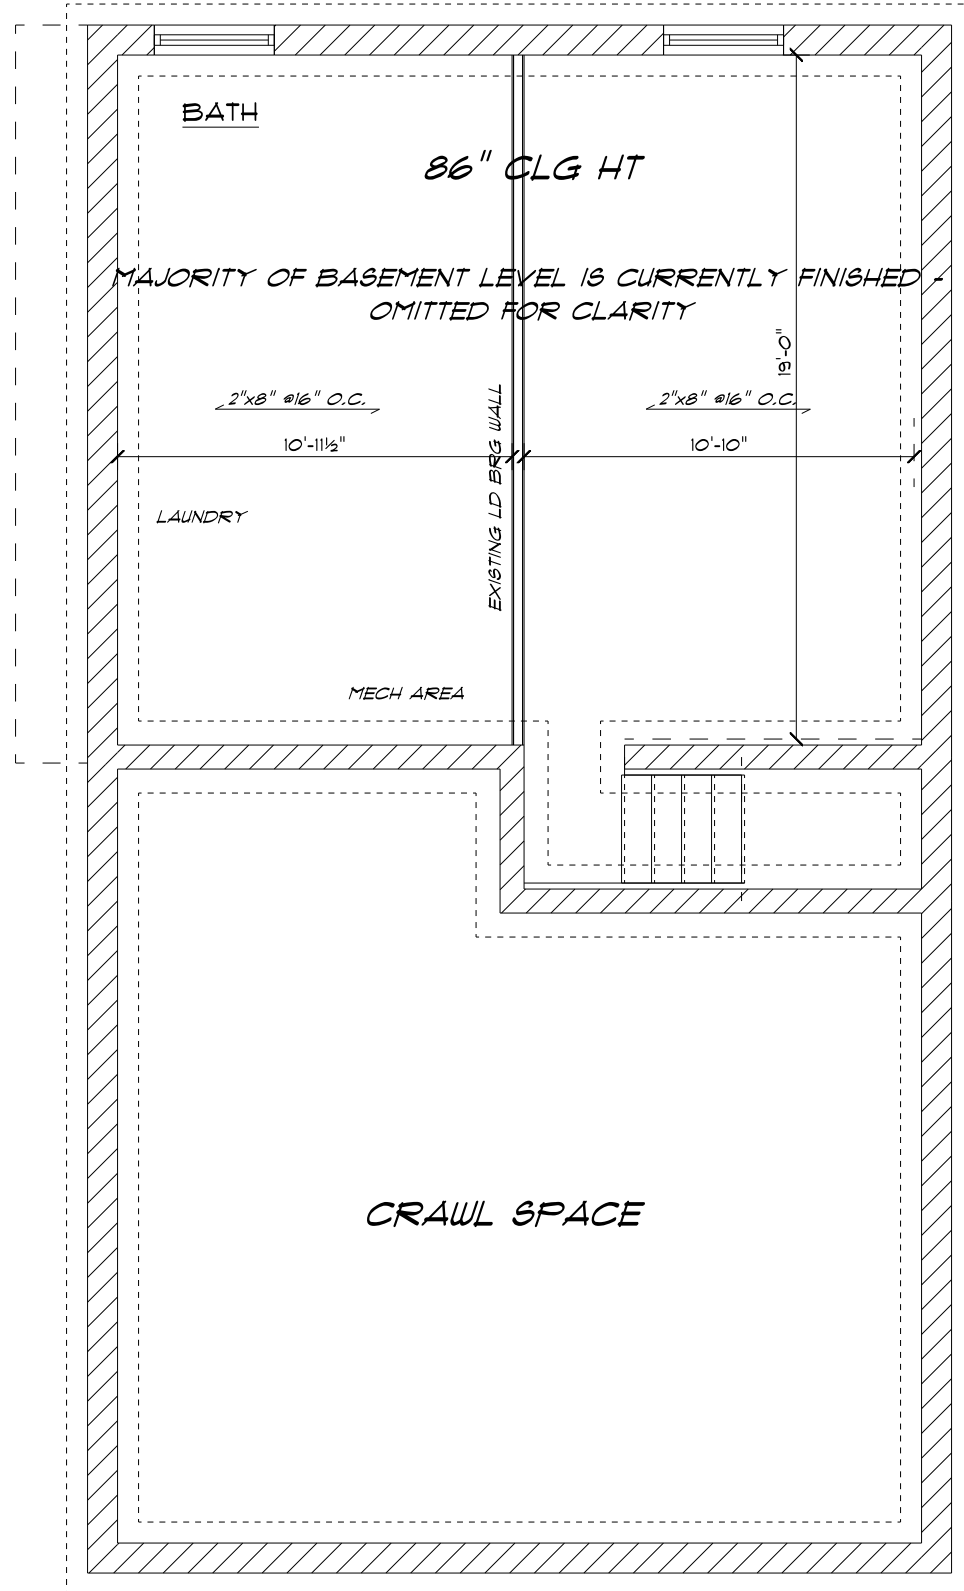 BATH
86" CLG HT
MAJORITY OF BASEMENT LEVEL IS CURRENTLY FINISHED -
OMITTED FOR CLARITY
19'-0"
2"x8" @16" O.C.
2"x8" @16" O.C.
10'-11½"
10'-10"
EXISTING LD BRG WALL
LAUNDRY
MECH AREA
CRAWL SPACE